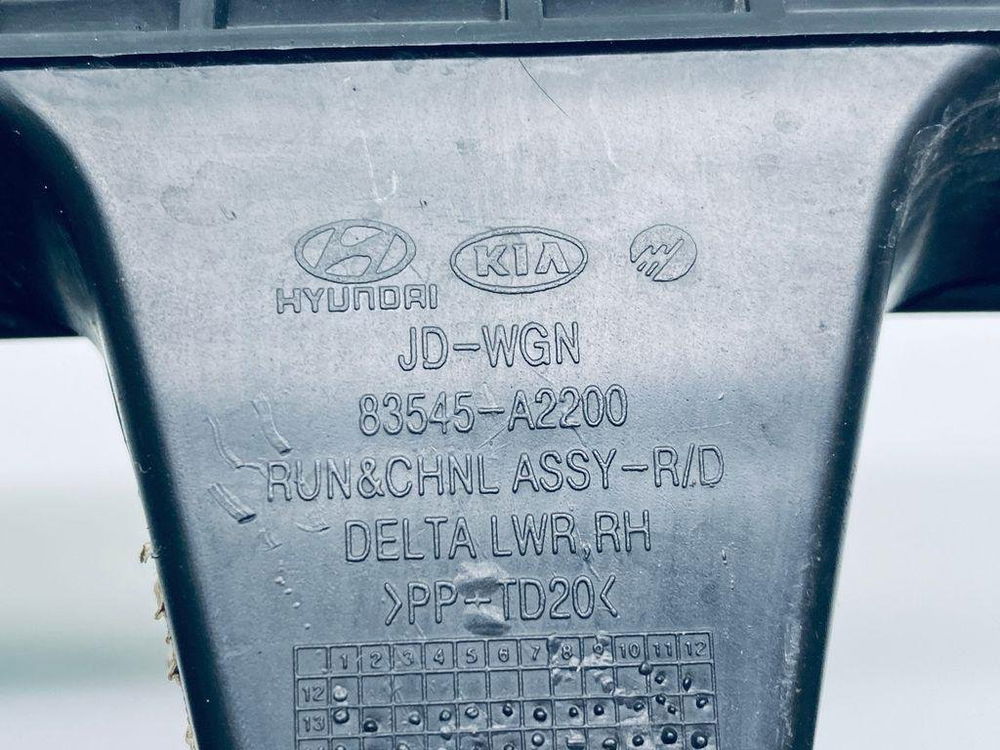 HYUNDAI KIA
JD-WGN
83545-A2200
RUN&CHNL ASSY-R/D
DELTA LWR,RH
>PP-TD20<
1 2 3 4 5 6 7 8 9 10 11 12
12
13